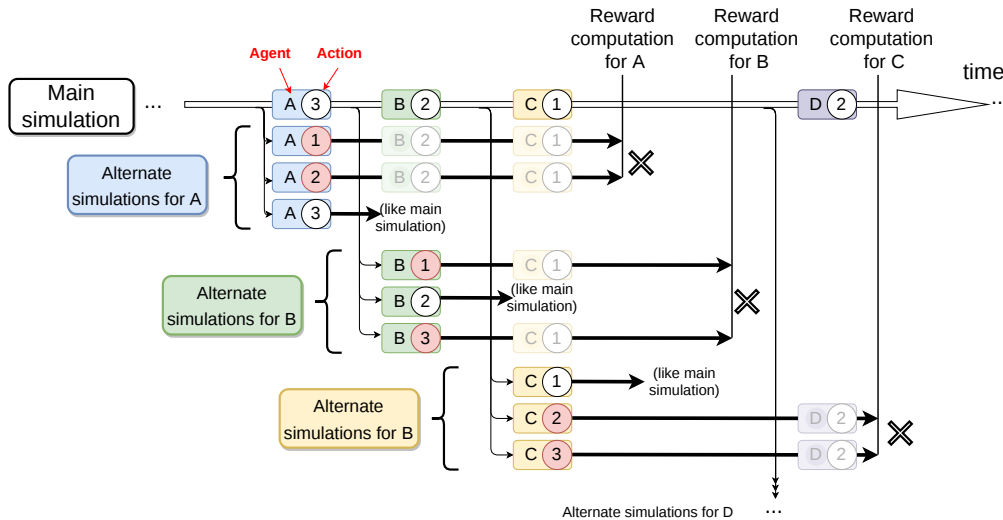 Reward
computation
for A
Reward
computation
for B
Reward
computation
for C
Agent
Action
time
Main
simulation
...
A 3
B 2
C 1
D 2
...
Alternate
simulations for A
A 1
B 2
C 1
A 2
B 2
C 1
A 3
(like main
simulation)
Alternate
simulations for B
B 1
C 1
B 2
(like main
simulation)
B 3
C 1
Alternate
simulations for B
C 1
(like main
simulation)
C 2
D 2
C 3
D 2
Alternate simulations for D
...